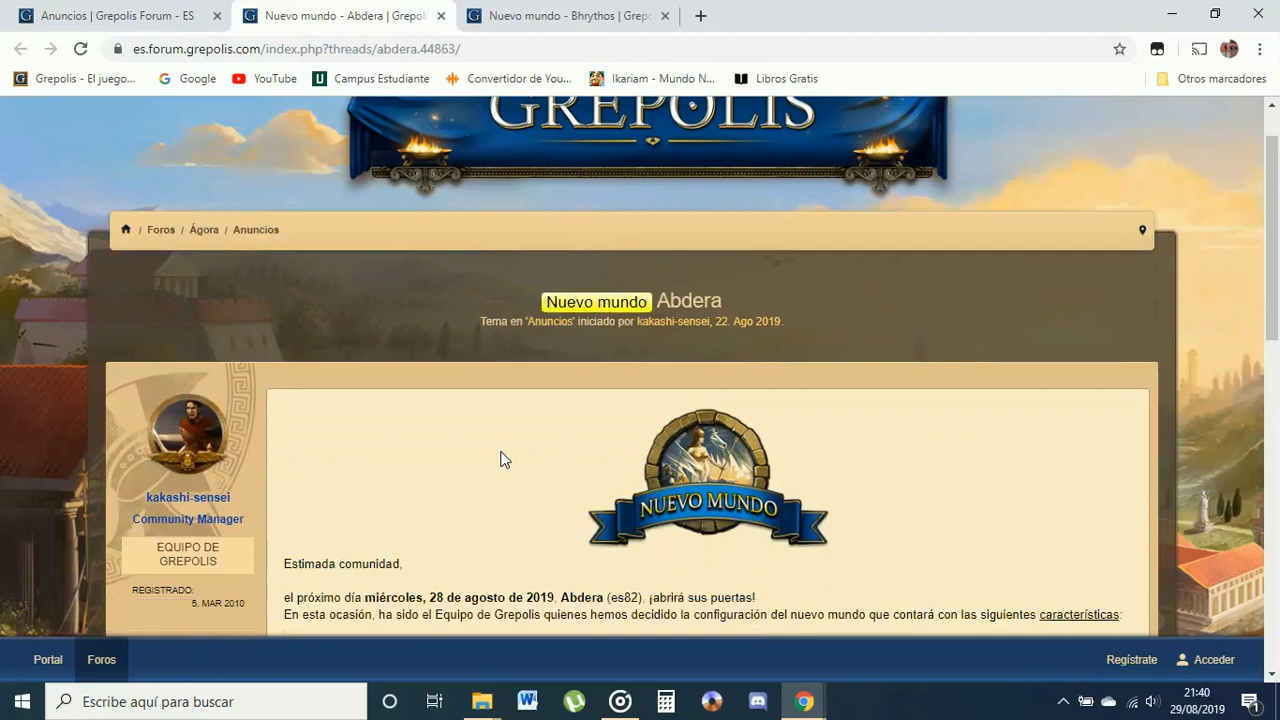 Anuncios | Grepolis Forum - ES
Nuevo mundo - Abdera | Grepoli
Nuevo mundo - Bhrythos | Grep
es.forum.grepolis.com/index.php?threads/abdera.44863/
Grepolis - El juego...
Google
YouTube
Campus Estudiante
Convertidor de You...
Ikariam - Mundo N...
Libros Gratis
Otros marcadores
GREPOLIS
/ Foros / Ágora / Anuncios
Nuevo mundo Abdera
Tema en 'Anuncios' iniciado por kakashi-sensei, 22. Ago 2019.
kakashi-sensei
Community Manager
EQUIPO DE
GREPOLIS
REGISTRADO:
5. MAR 2010
NUEVO MUNDO
Estimada comunidad,
el próximo día miércoles, 28 de agosto de 2019, Abdera (es82), ¡abrirá sus puertas!
En esta ocasión, ha sido el Equipo de Grepolis quienes hemos decidido la configuración del nuevo mundo que contará con las siguientes características:
Portal
Foros
Regístrate
Acceder
Escribe aquí para buscar
21:40
29/08/2019
1